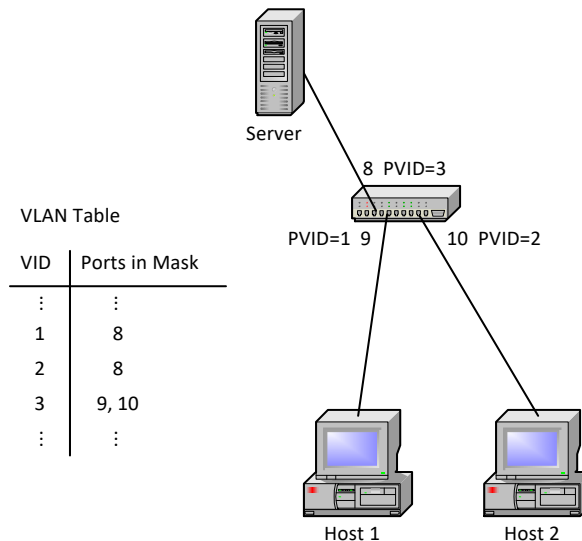 Server
8 PVID=3
PVID=1 9
10 PVID=2
VLAN Table
VID Ports in Mask
⋮ ⋮
1 8
2 8
3 9, 10
⋮ ⋮
Host 1
Host 2